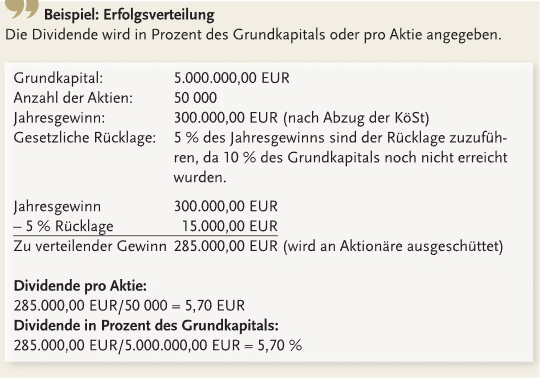 Beispiel: Erfolgsverteilung
Die Dividende wird in Prozent des Grundkapitals oder pro Aktie angegeben.
Grundkapital: 5.000.000,00 EUR
Anzahl der Aktien: 50 000
Jahresgewinn: 300.000,00 EUR (nach Abzug der KöSt)
Gesetzliche Rücklage: 5 % des Jahresgewinns sind der Rücklage zuzufüh-
ren, da 10 % des Grundkapitals noch nicht erreicht
wurden.
Jahresgewinn 300.000,00 EUR
– 5 % Rücklage 15.000,00 EUR
Zu verteilender Gewinn 285.000,00 EUR (wird an Aktionäre ausgeschüttet)
Dividende pro Aktie:
285.000,00 EUR/50 000 = 5,70 EUR
Dividende in Prozent des Grundkapitals:
285.000,00 EUR/5.000.000,00 EUR = 5,70 %